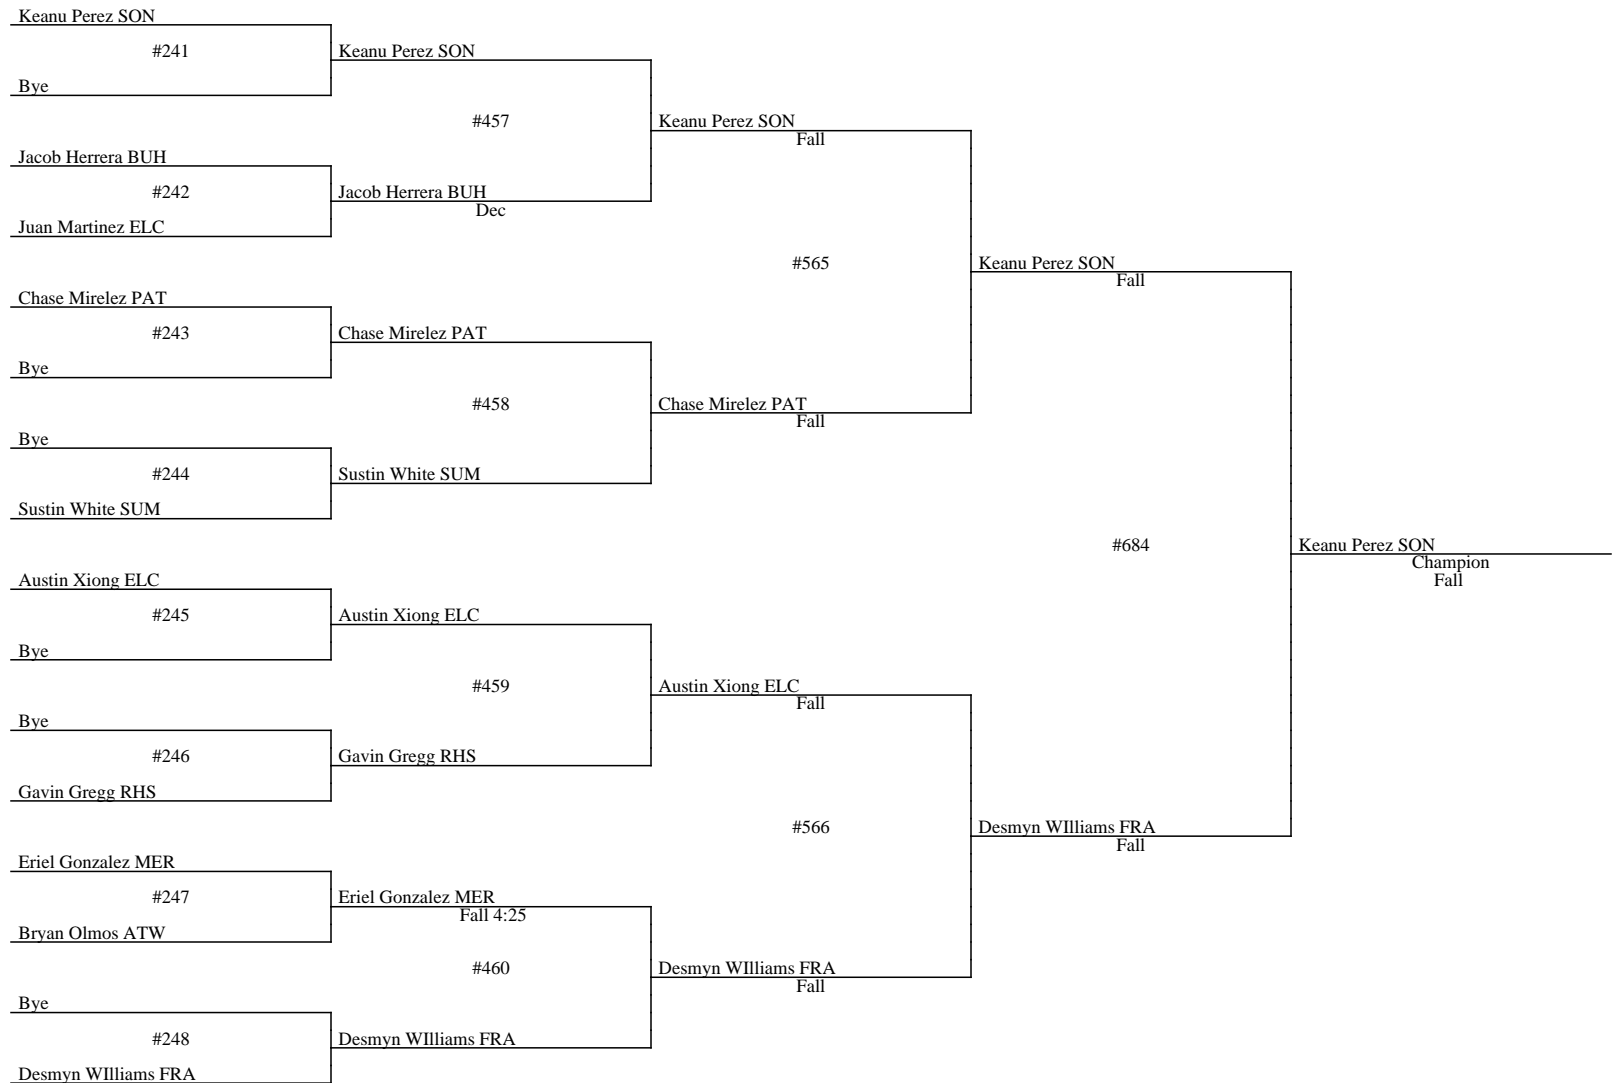 Keanu Perez SON
#241
Keanu Perez SON
Bye
#457
Keanu Perez SON
Fall
Jacob Herrera BUH
#242
Jacob Herrera BUH
Dec
Juan Martinez ELC
#565
Keanu Perez SON
Fall
Chase Mirelez PAT
#243
Chase Mirelez PAT
Bye
#458
Chase Mirelez PAT
Fall
Bye
#244
Sustin White SUM
Sustin White SUM
#684
Keanu Perez SON
Champion
Fall
Austin Xiong ELC
#245
Austin Xiong ELC
Bye
#459
Austin Xiong ELC
Fall
Bye
#246
Gavin Gregg RHS
Gavin Gregg RHS
#566
Desmyn WIlliams FRA
Fall
Eriel Gonzalez MER
#247
Eriel Gonzalez MER
Fall 4:25
Bryan Olmos ATW
#460
Desmyn WIlliams FRA
Fall
Bye
#248
Desmyn WIlliams FRA
Desmyn WIlliams FRA